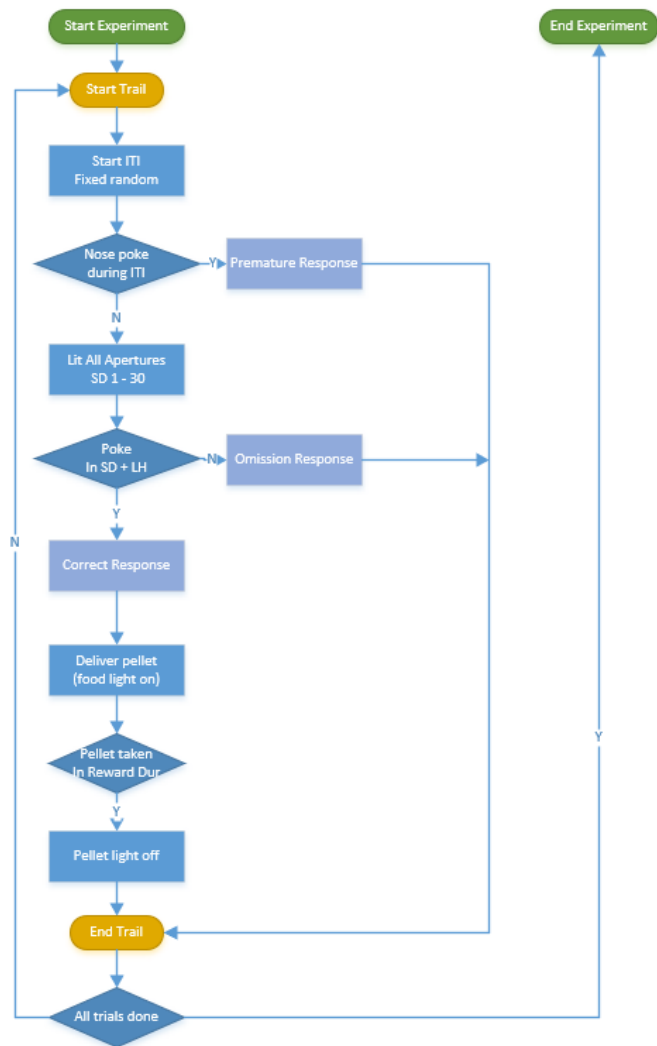 Start Experiment
End Experiment
Start Trail
Start ITI
Fixed random
Nose poke
during ITI
Y
Premature Response
N
Lit All Apertures
SD 1 - 30
Poke
In SD + LH
N
Omission Response
Y
N
Correct Response
Deliver pellet
(food light on)
Pellet taken
In Reward Dur
Y
Y
Pellet light off
End Trail
All trials done